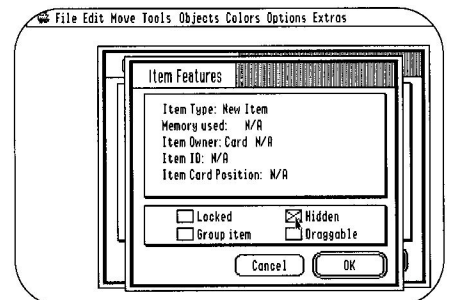 File Edit Move Tools Objects Colors Options Extras
Item Features
Item Type: New Item
Memory used: N/A
Item Owner: Card N/A
Item ID: N/A
Item Card Position: N/A
Locked Hidden
Group item Draggable
Cancel OK